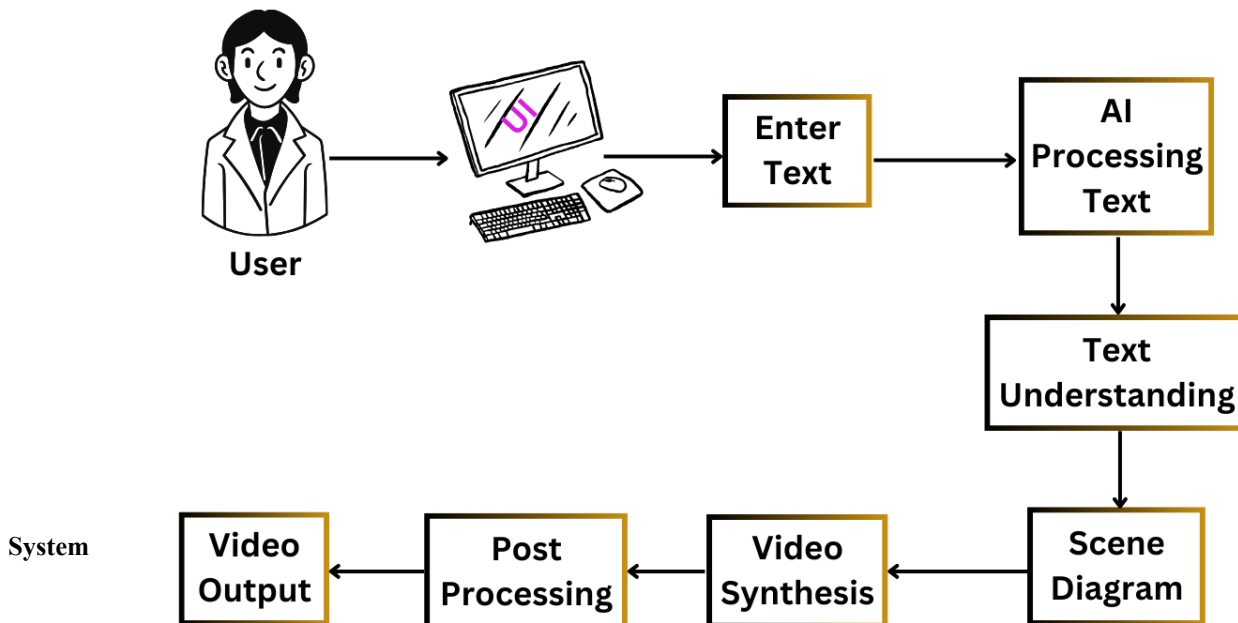 UI
Enter
Text
AI
Processing
Text
User
Text
Understanding
System
Video
Output
Post
Processing
Video
Synthesis
Scene
Diagram